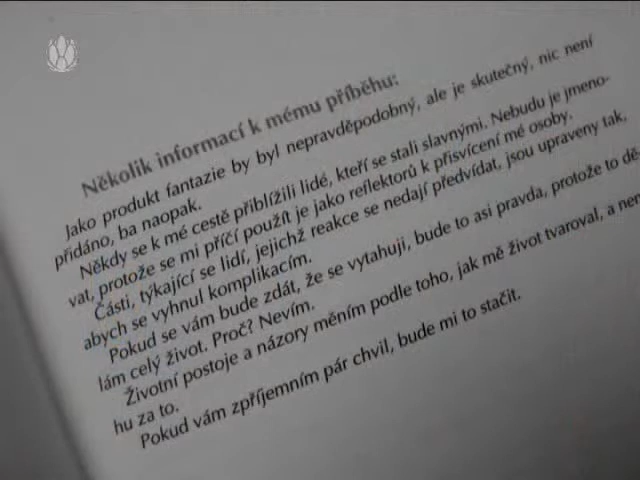 Několik informací k mému příběhu:
Jako produkt fantazie by byl nepravděpodobný, ale je skutečný, nic není
přidáno, ba naopak.
Někdy se k mé cestě přiblížili lidé, kteří se stali slavnými. Nebudu je jmeno-
vat, protože se mi příčí použít je jako reflektorů k přisvícení mé osoby.
Části, týkající se lidí, jejichž reakce se nedají předvídat, jsou upraveny tak,
abych se vyhnul komplikacím.
Pokud se vám bude zdát, že se vytahuji, bude to asi pravda, protože to dě-
lám celý život. Proč? Nevím.
Životní postoje a názory měním podle toho, jak mě život tvaroval, a nem
hu za to.
Pokud vám zpříjemním pár chvil, bude mi to stačit.